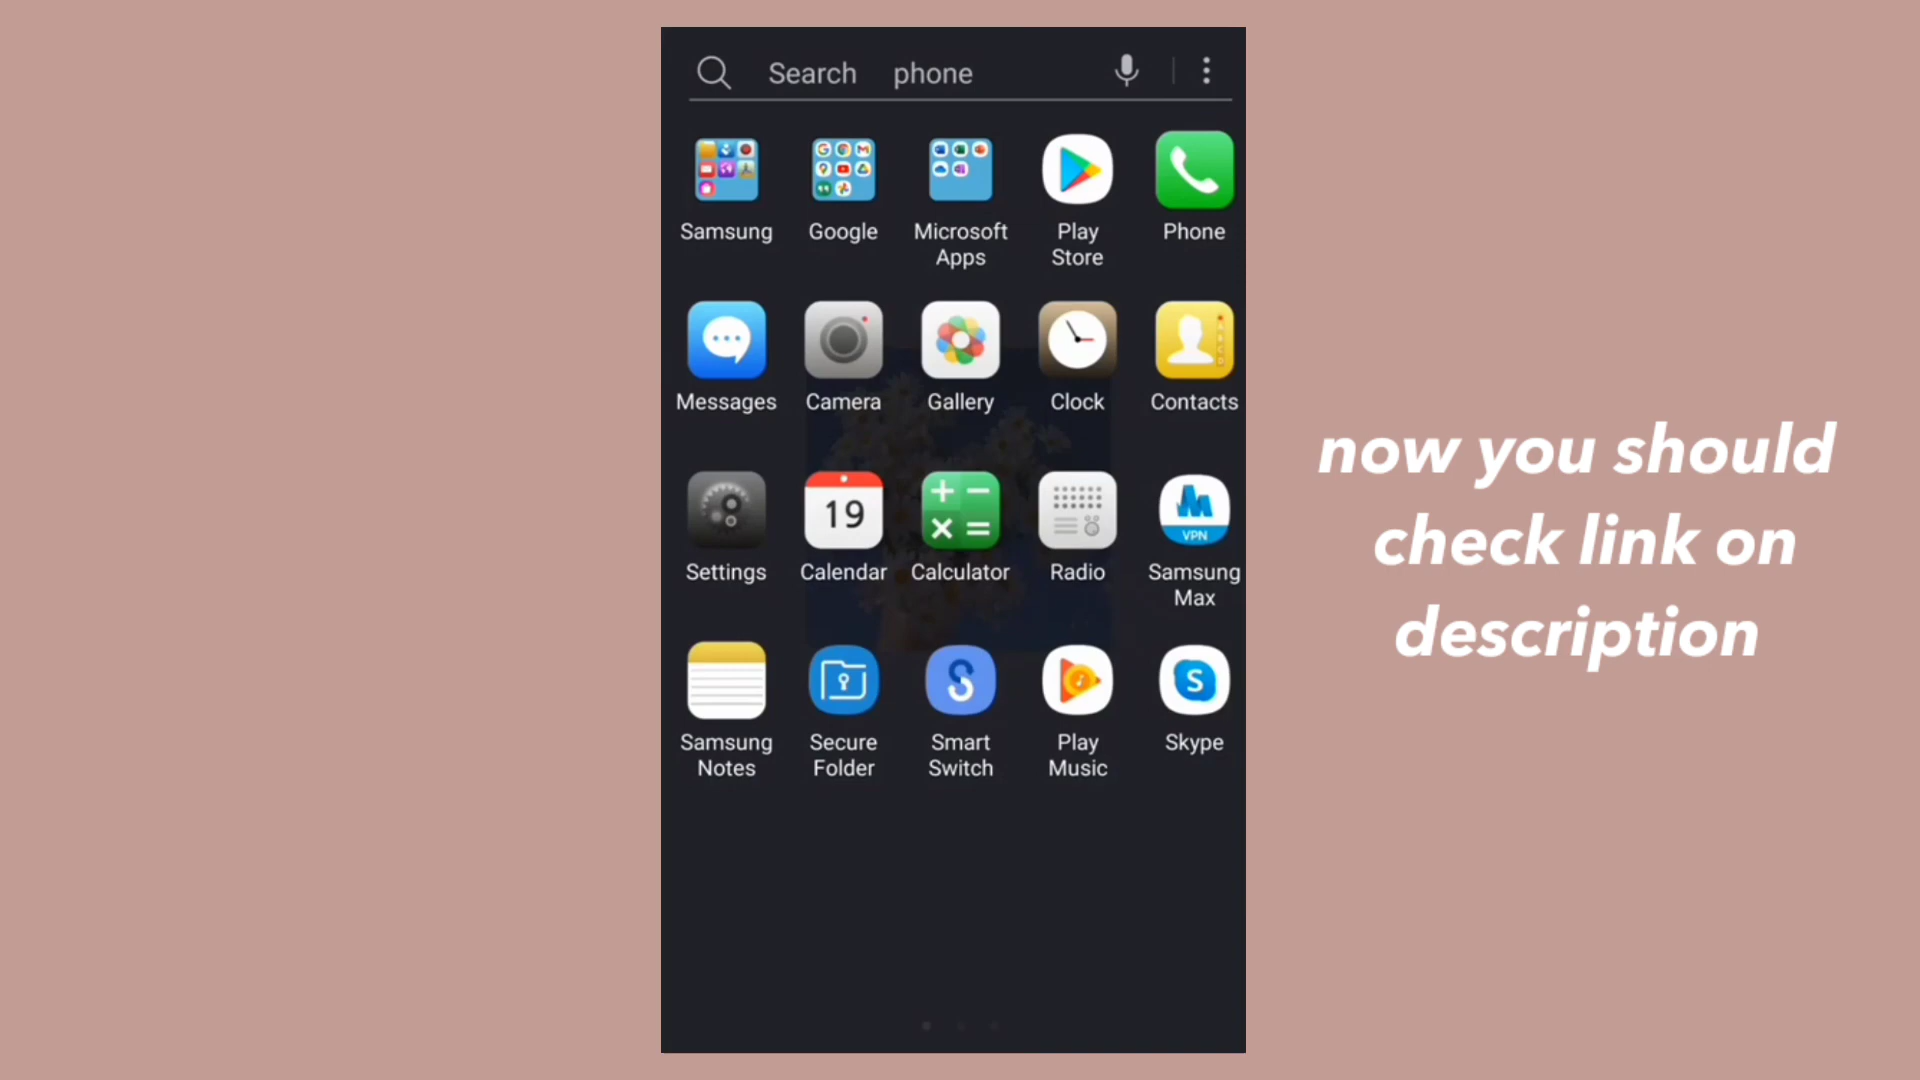 Search phone
Samsung Google Microsoft Apps Play Store Phone
Messages Camera Gallery Clock Contacts
19
VPN
Settings Calendar Calculator Radio Samsung Max
S
Samsung Notes Secure Folder Smart Switch Play Music Skype
now you should
check link on
description